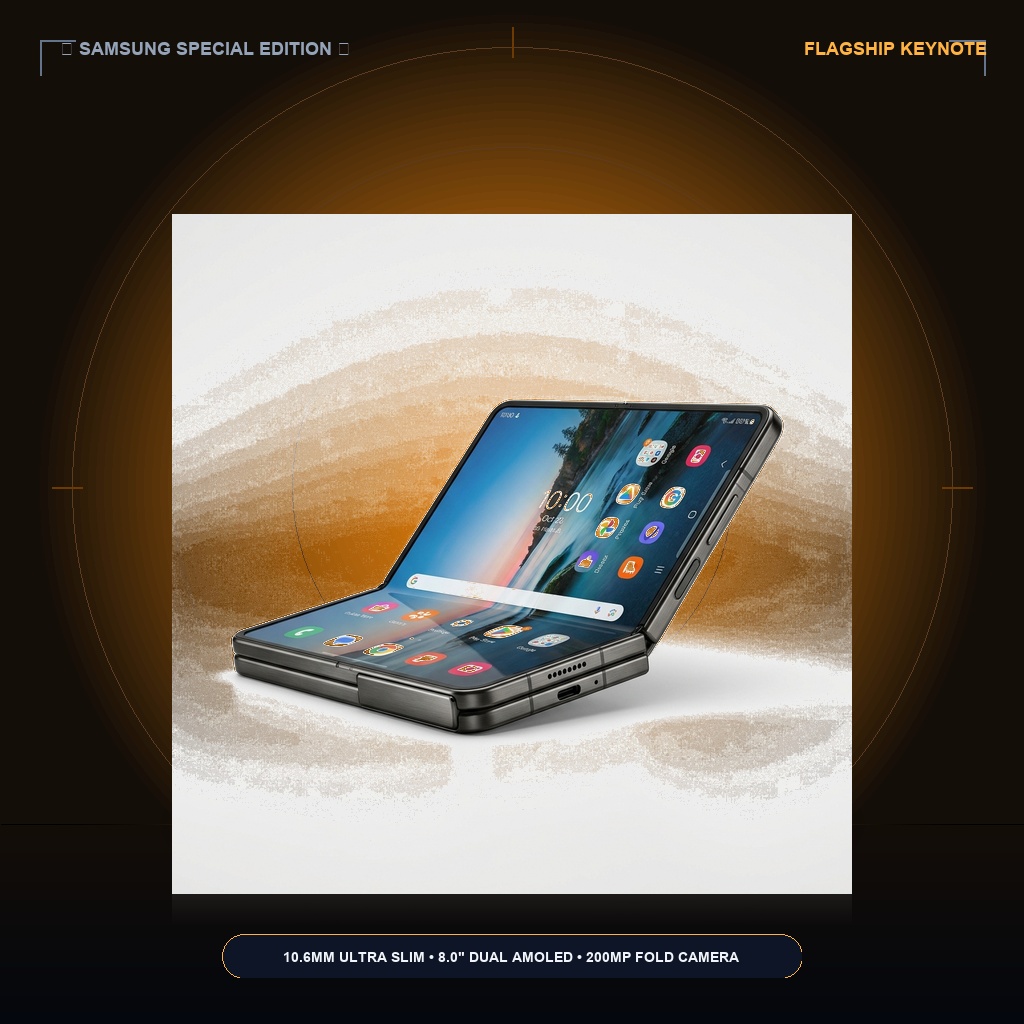 SAMSUNG SPECIAL EDITION
FLAGSHIP KEYNOTE
10:00
10.6MM ULTRA SLIM • 8.0" DUAL AMOLED • 200MP FOLD CAMERA